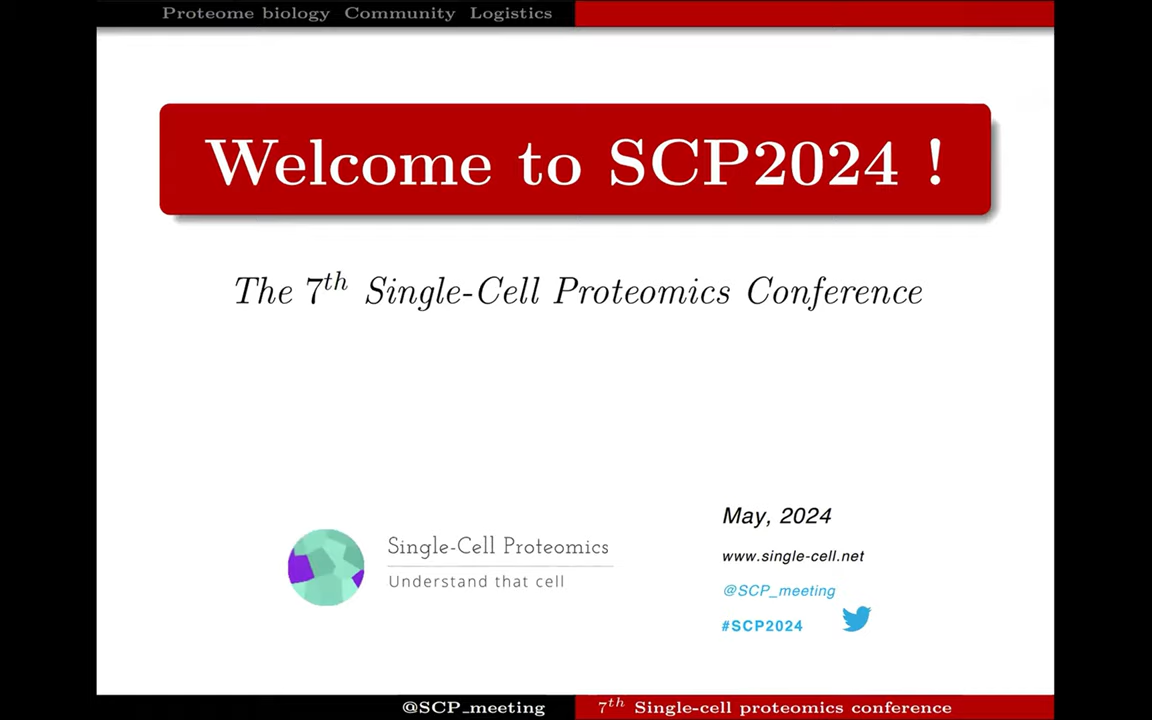 Proteome biology Community Logistics
Welcome to SCP2024 !
The 7th Single-Cell Proteomics Conference
Single-Cell Proteomics
Understand that cell
May, 2024
www.single-cell.net
@SCP_meeting
#SCP2024
@SCP_meeting
7th Single-cell proteomics conference